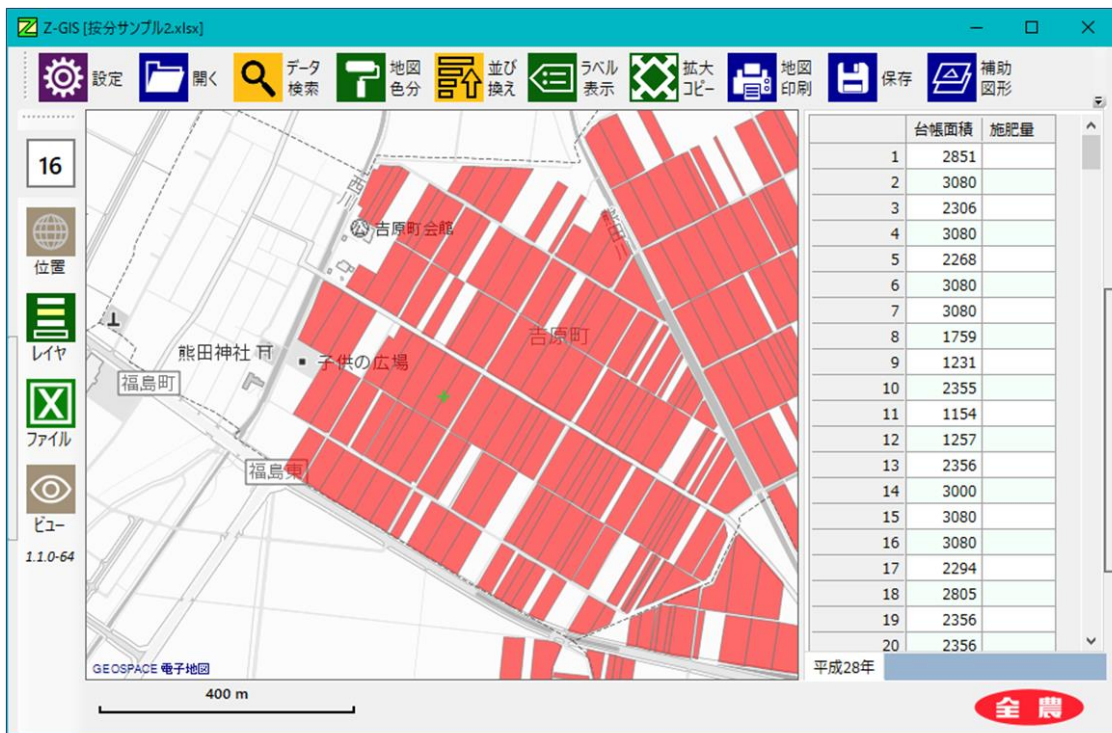 Z-GIS [按分サンプル2.xlsx]
設定
開く
データ
検索
地図
色分
並び
換え
ラベル
表示
拡大
コピー
地図
印刷
保存
補助
図形
16
位置
レイヤ
ファイル
ビュー
1.1.0-64
吉原町会館
吉原町
熊田神社
子供の広場
福島町
福島東
GEOSPACE 電子地図
400 m
台帳面積 施肥量
1 2851
2 3080
3 2306
4 3080
5 2268
6 3080
7 3080
8 1759
9 1231
10 2355
11 1154
12 1257
13 2356
14 3000
15 3080
16 3080
17 2294
18 2805
19 2356
20 2356
平成28年
全農